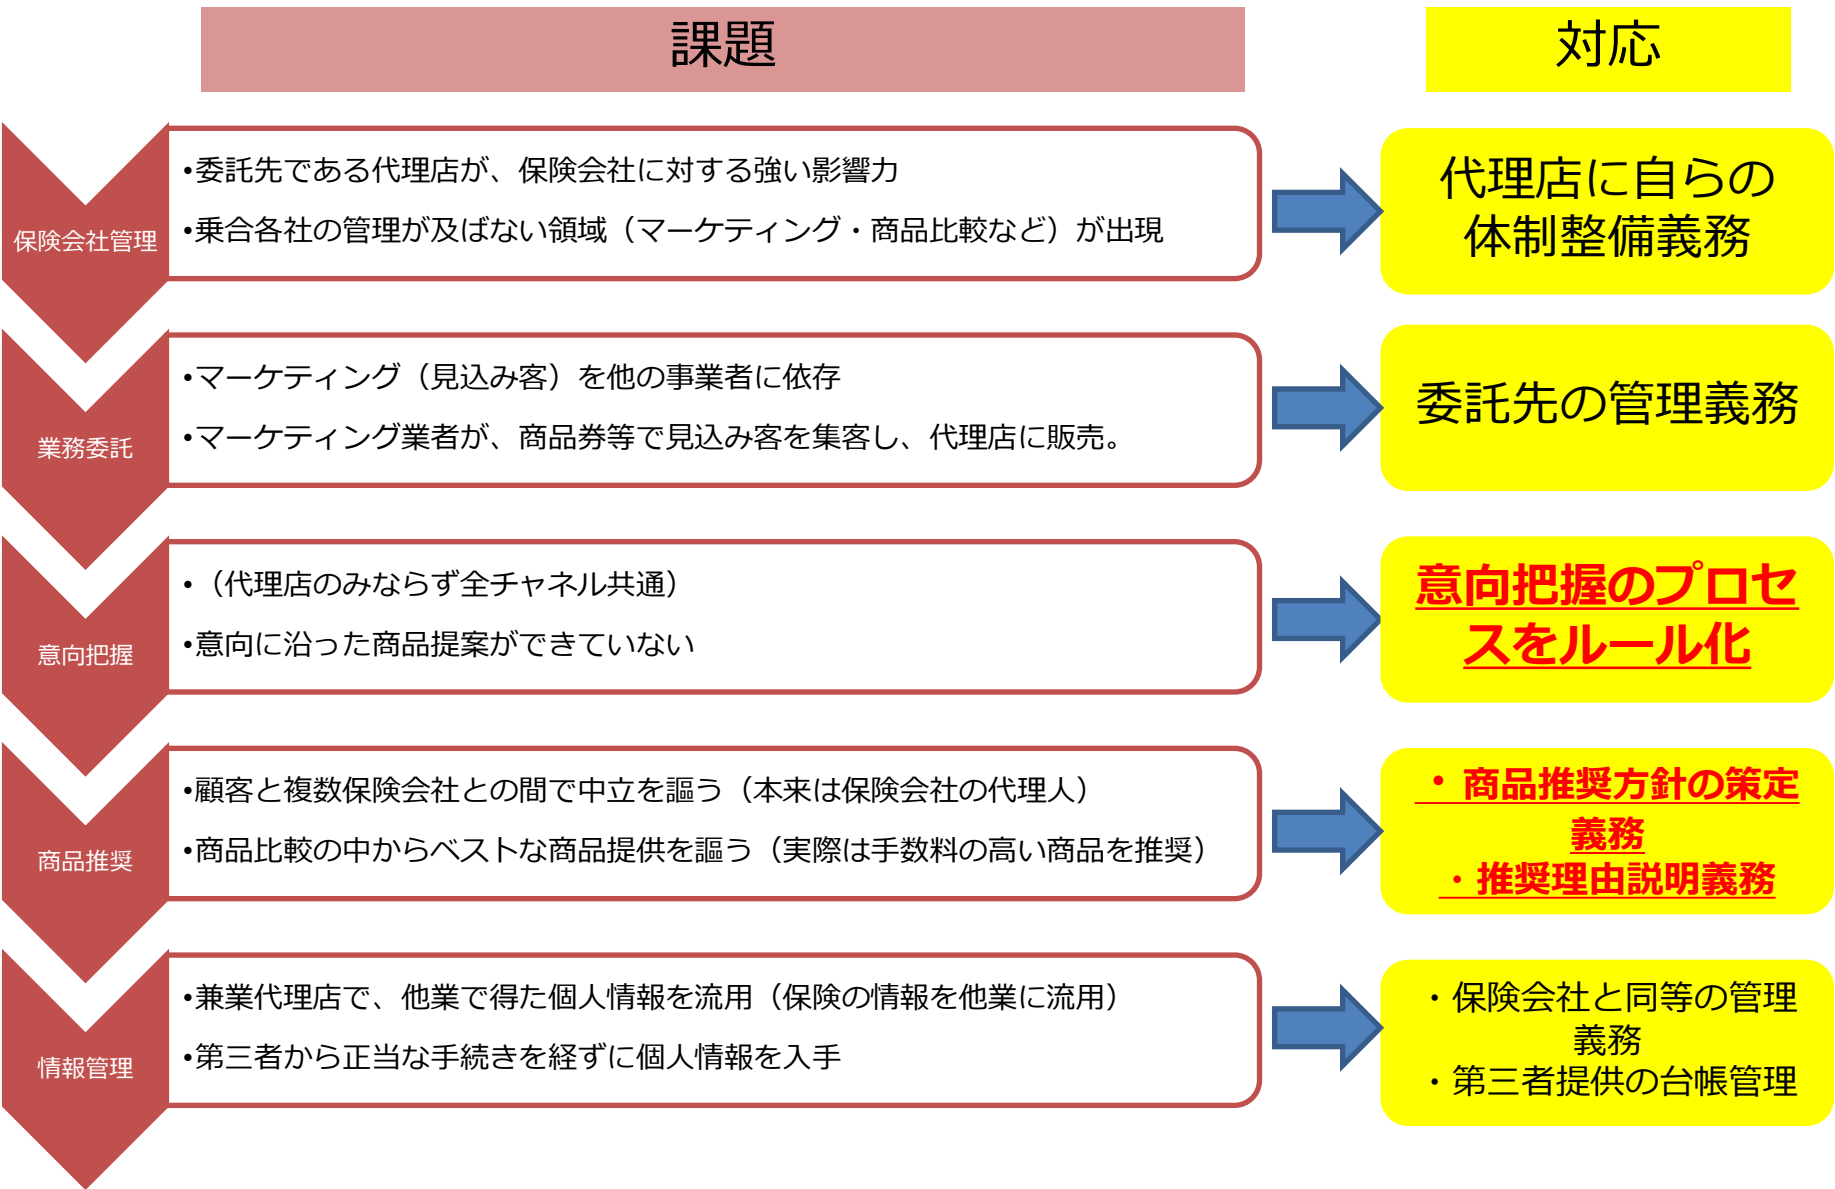 課題
対応
保険会社管理
•委託先である代理店が、保険会社に対する強い影響力
•乗合各社の管理が及ばない領域（マーケティング・商品比較など）が出現
代理店に自らの
体制整備義務
業務委託
•マーケティング（見込み客）を他の事業者に依存
•マーケティング業者が、商品券等で見込み客を集客し、代理店に販売。
委託先の管理義務
意向把握
•（代理店のみならず全チャネル共通）
•意向に沿った商品提案ができていない
意向把握のプロセ
スをルール化
商品推奨
•顧客と複数保険会社との間で中立を謳う（本来は保険会社の代理人）
•商品比較の中からベストな商品提供を謳う（実際は手数料の高い商品を推奨）
・商品推奨方針の策定
義務
・推奨理由説明義務
情報管理
•兼業代理店で、他業で得た個人情報を流用（保険の情報を他業に流用）
•第三者から正当な手続きを経ずに個人情報を入手
・保険会社と同等の管理
義務
・第三者提供の台帳管理